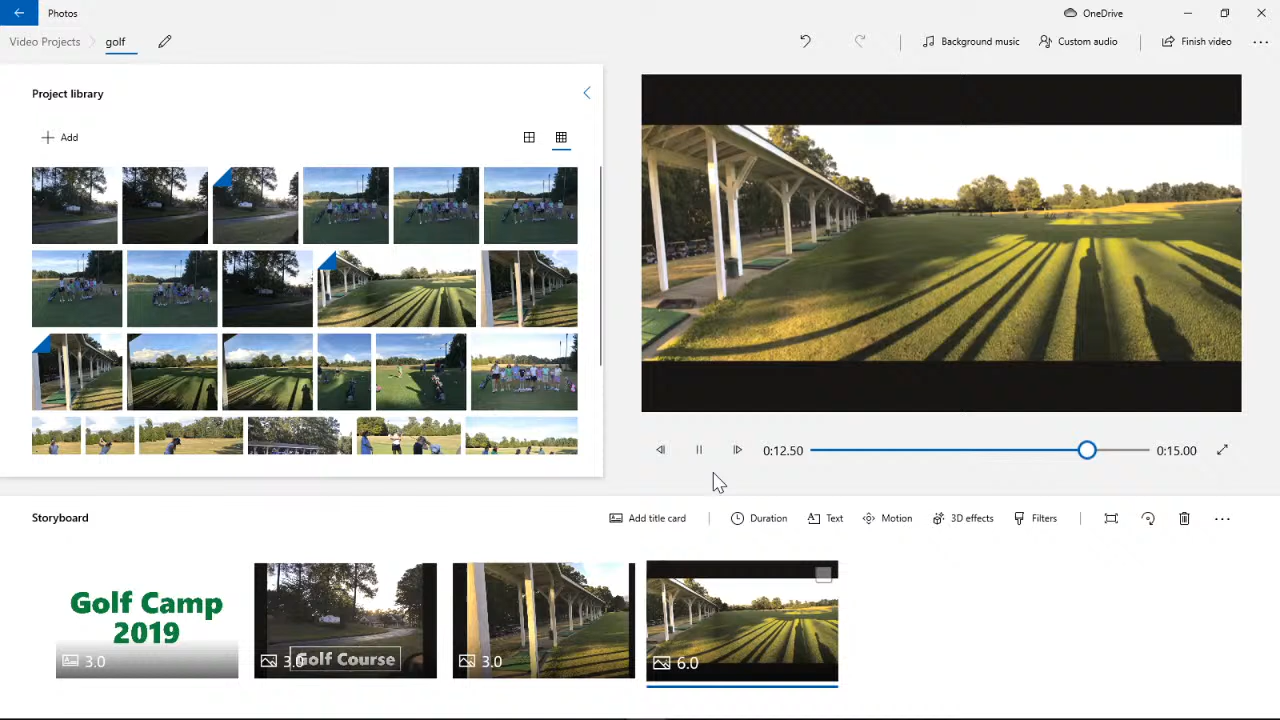 Photos
OneDrive
Video Projects
golf
Background music
Custom audio
Finish video
Project library
Add
0:12.50
0:15.00
Storyboard
Add title card
Duration
Text
Motion
3D effects
Filters
Golf Camp
2019
3.0
3.0
Golf Course
3.0
6.0